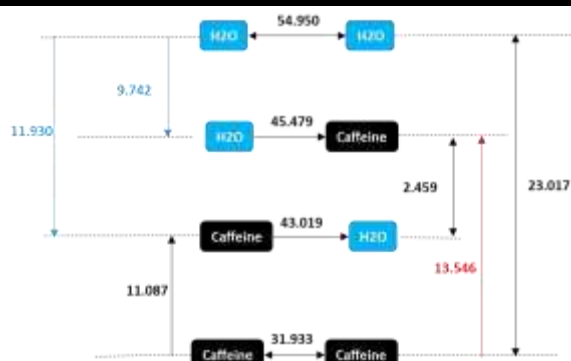 54.950
H2O H2O
9.742
45.479
11.930
H2O Caffeine
2.459
23.017
43.019
Caffeine H2O
13.546
11.087
31.933
Caffeine Caffeine